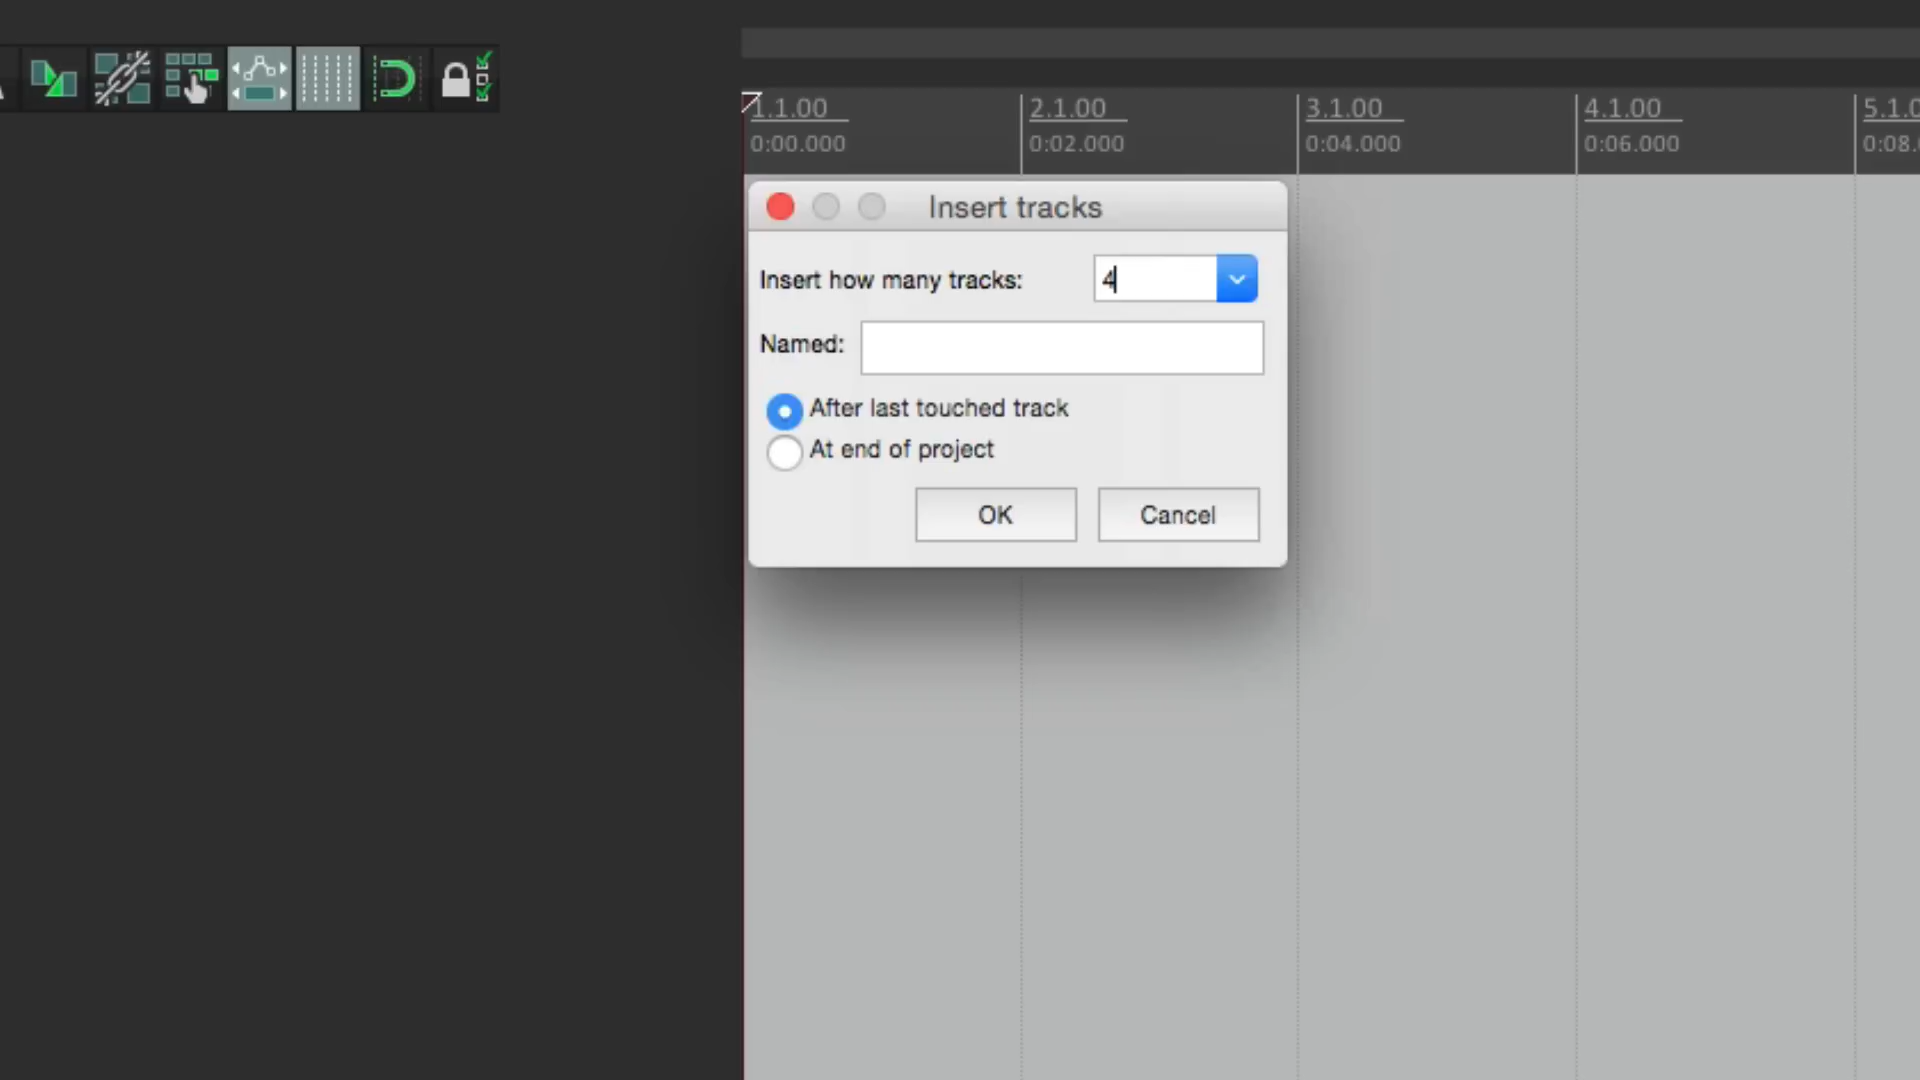 1.1.00 2.1.00 3.1.00 4.1.00
0:00.000 0:02.000 0:04.000 0:06.000 0:08.
Insert tracks
Insert how many tracks: 4
Named:
After last touched track
At end of project
OK Cancel